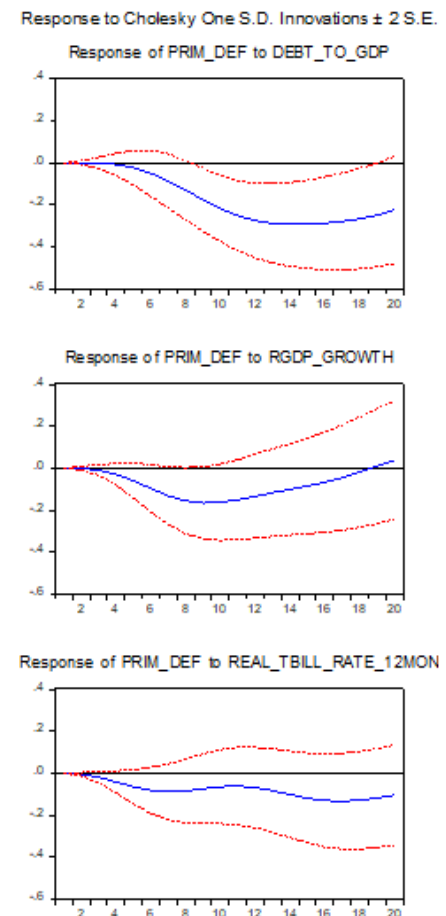 Response to Cholesky One S.D. Innovations ± 2 S.E.
Response of PRIM_DEF to DEBT_TO_GDP
.4
.2
.0
-.2
-.4
-.6
2 4 6 8 10 12 14 16 18 20
Response of PRIM_DEF to RGDP_GROWTH
.4
.2
.0
-.2
-.4
-.6
2 4 6 8 10 12 14 16 18 20
Response of PRIM_DEF to REAL_TBILL_RATE_12MON
.4
.2
.0
-.2
-.4
-.6
2 4 6 8 10 12 14 16 18 20